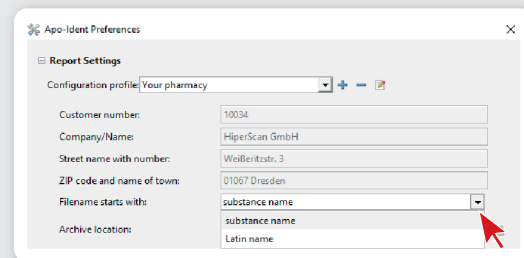 Apo-Ident Preferences
Report Settings
Configuration profile: Your pharmacy
Customer number: 10034
Company/Name: HiperScan GmbH
Street name with number: Weißeritzstr. 3
ZIP code and name of town: 01067 Dresden
Filename starts with: substance name
substance name
Archive location:
Latin name